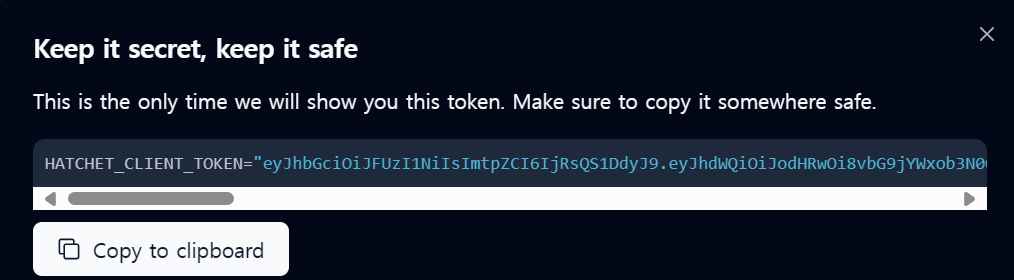 Keep it secret, keep it safe
This is the only time we will show you this token. Make sure to copy it somewhere safe.
HATCHET_CLIENT_TOKEN="eyJhbGciOiJFUzI1NiIsImtpZCI6IjRsQS1DdyJ9.eyJhdWQiOiJodHRwOi8vbG9jYWxob3N0
Copy to clipboard